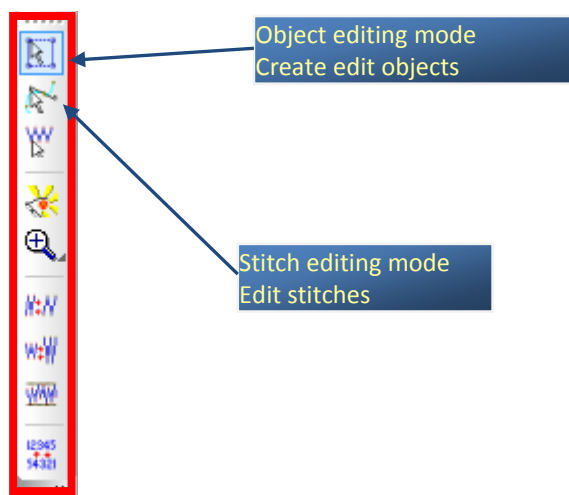 Object editing mode
Create edit objects
Stitch editing mode
Edit stitches
12345
54321